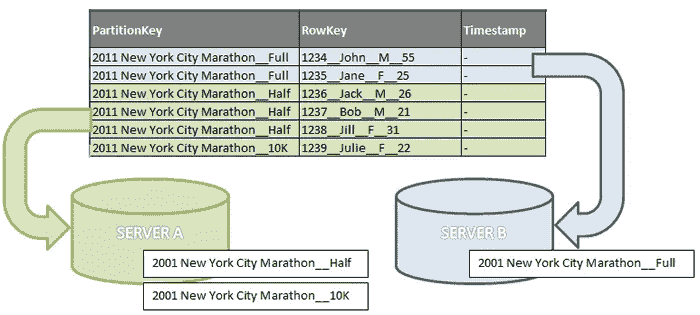 PartitionKey RowKey Timestamp
2011 New York City Marathon__Full 1234__John__M__55 -
2011 New York City Marathon__Full 1235__Jane__F__25 -
2011 New York City Marathon__Half 1236__Jack__M__26 -
2011 New York City Marathon__Half 1237__Bob__M__21 -
2011 New York City Marathon__Half 1238__Jill__F__31 -
2011 New York City Marathon__10K 1239__Julie__F__22 -
SERVER A
2001 New York City Marathon__Half
2001 New York City Marathon__10K
SERVER B
2001 New York City Marathon__Full